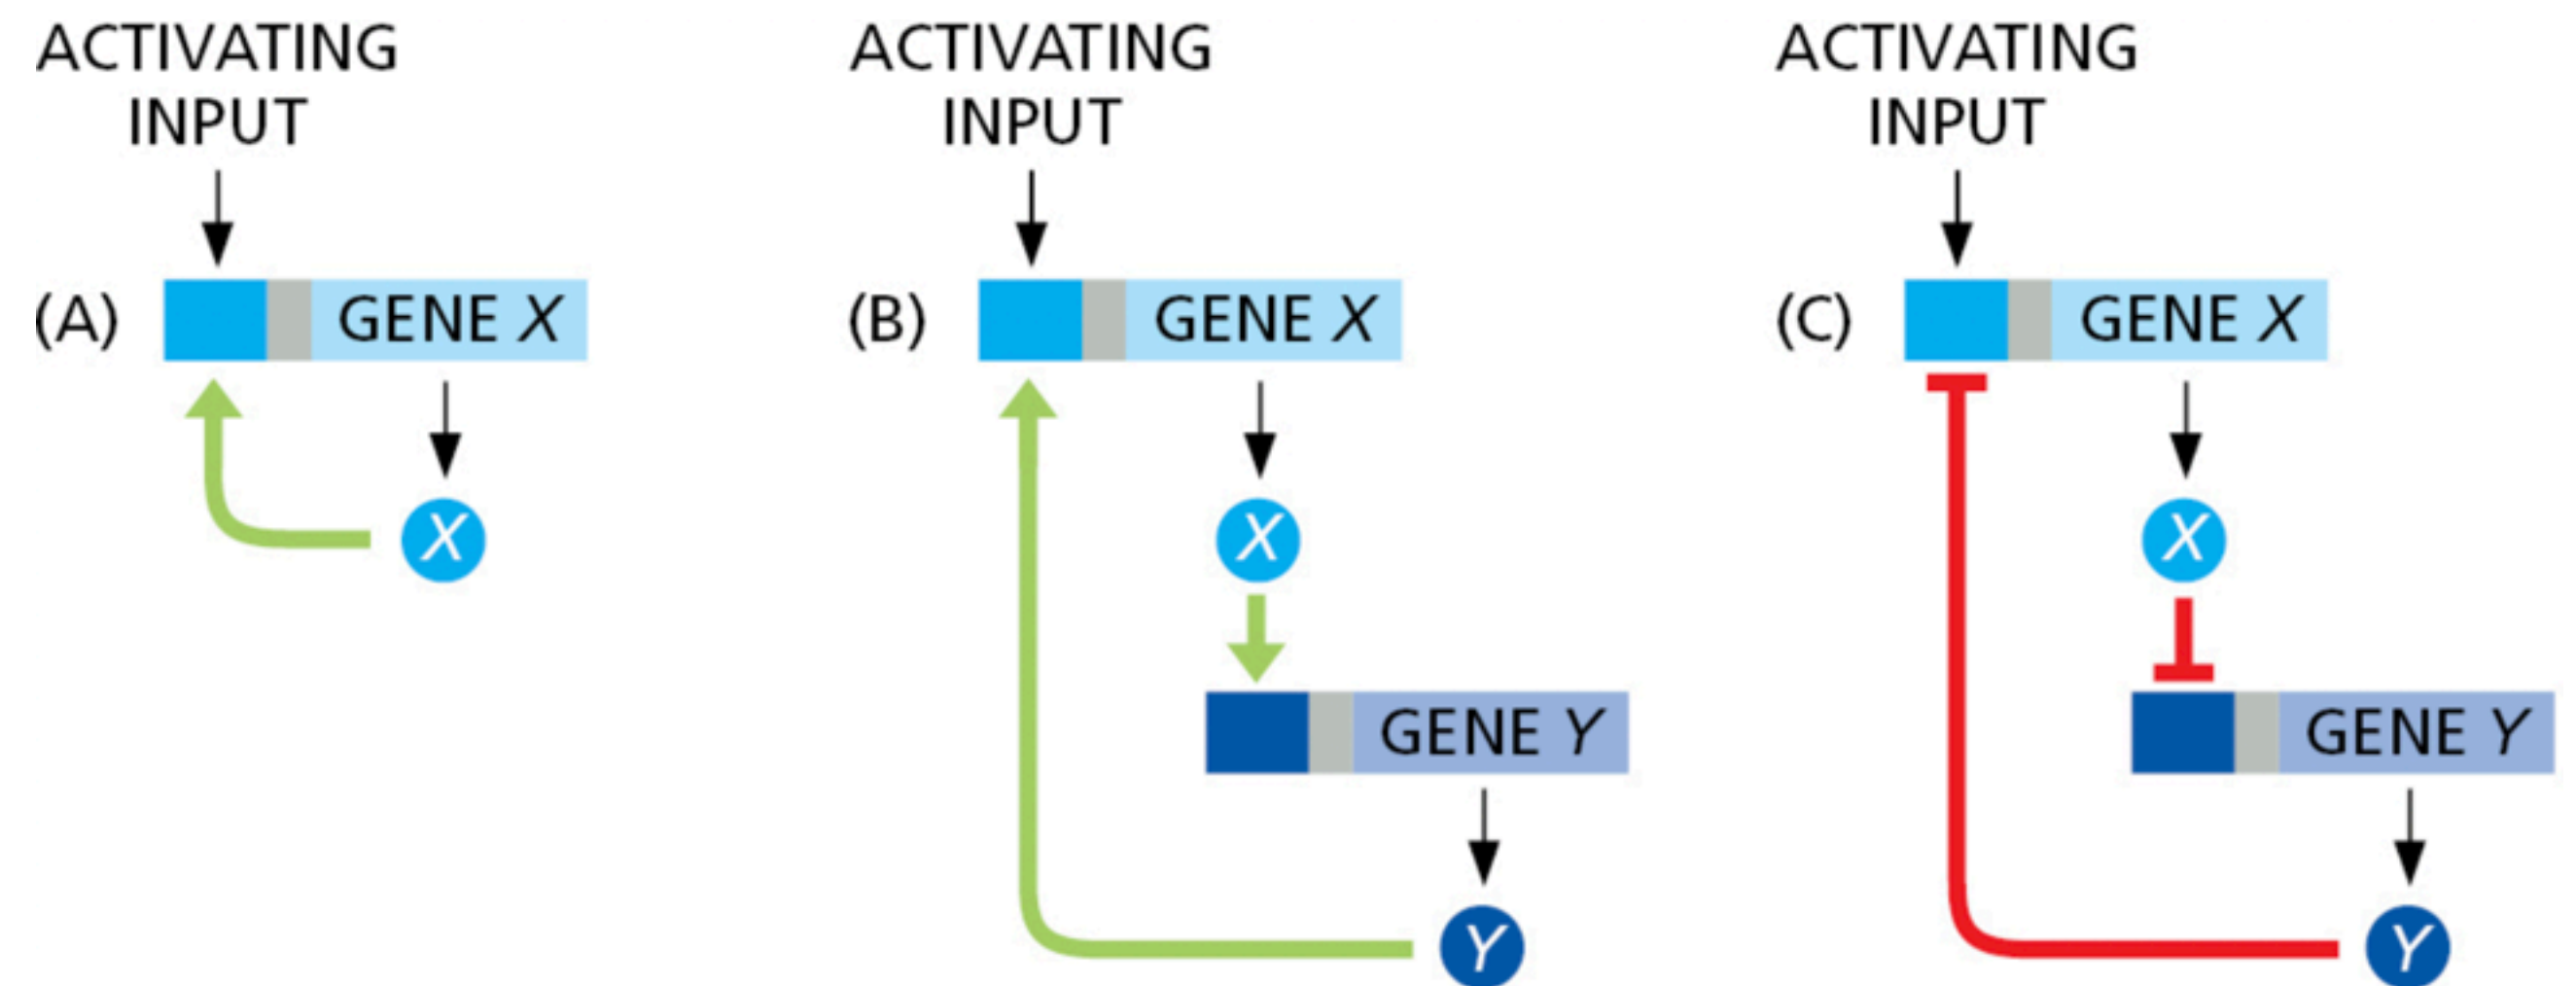 ACTIVATING
INPUT
(A) GENE X
X
ACTIVATING
INPUT
(B) GENE X
X
GENE Y
Y
ACTIVATING
INPUT
(C) GENE X
X
GENE Y
Y